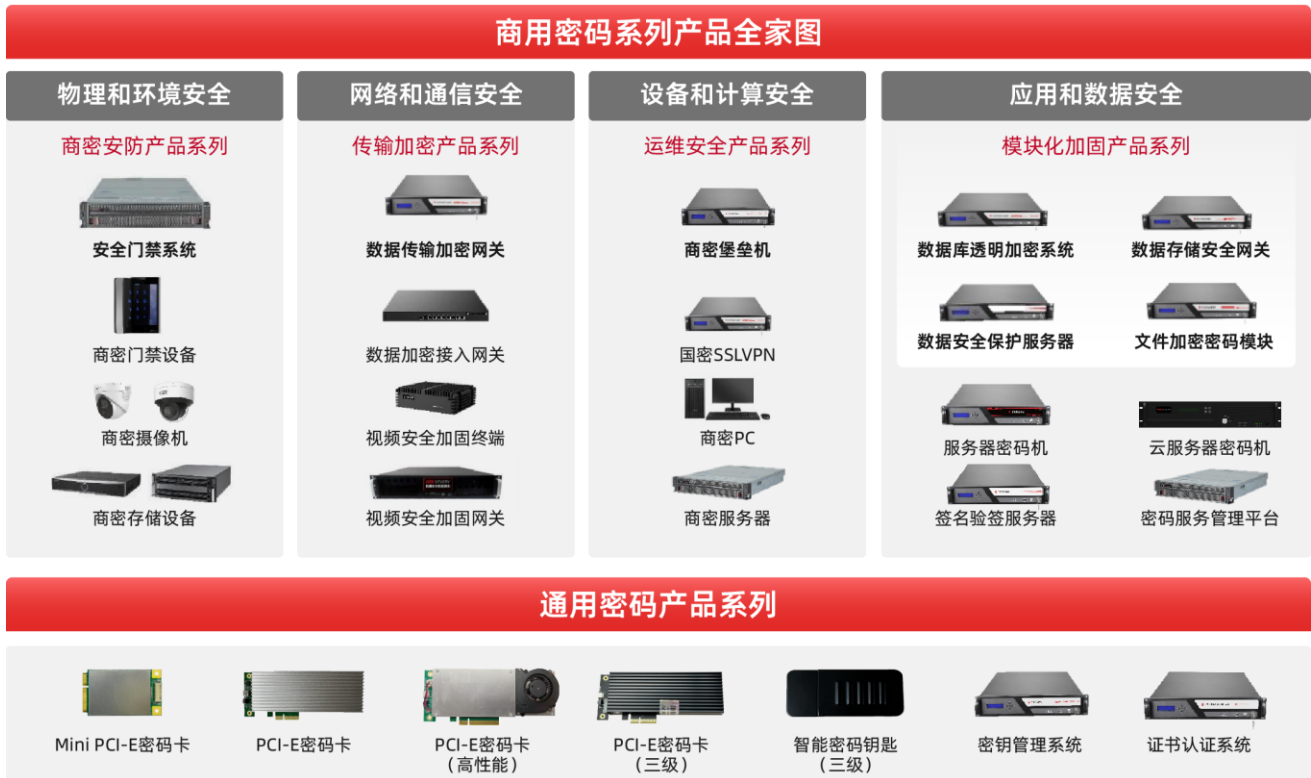 商用密码系列产品全家图
物理和环境安全
商密安防产品系列
安全门禁系统
商密门禁设备
商密摄像机
商密存储设备
网络和通信安全
传输加密产品系列
数据传输加密网关
数据加密接入网关
视频安全加固终端
视频安全加固网关
设备和计算安全
运维安全产品系列
商密堡垒机
国密SSLVPN
商密PC
商密服务器
应用和数据安全
模块化加固产品系列
数据库透明加密系统
数据存储安全网关
数据安全保护服务器
文件加密密码模块
服务器密码机
云服务器密码机
签名验签服务器
密码服务管理平台
通用密码产品系列
Mini PCI-E密码卡
PCI-E密码卡
PCI-E密码卡
（高性能）
PCI-E密码卡
（三级）
智能密码钥匙
（三级）
密钥管理系统
证书认证系统